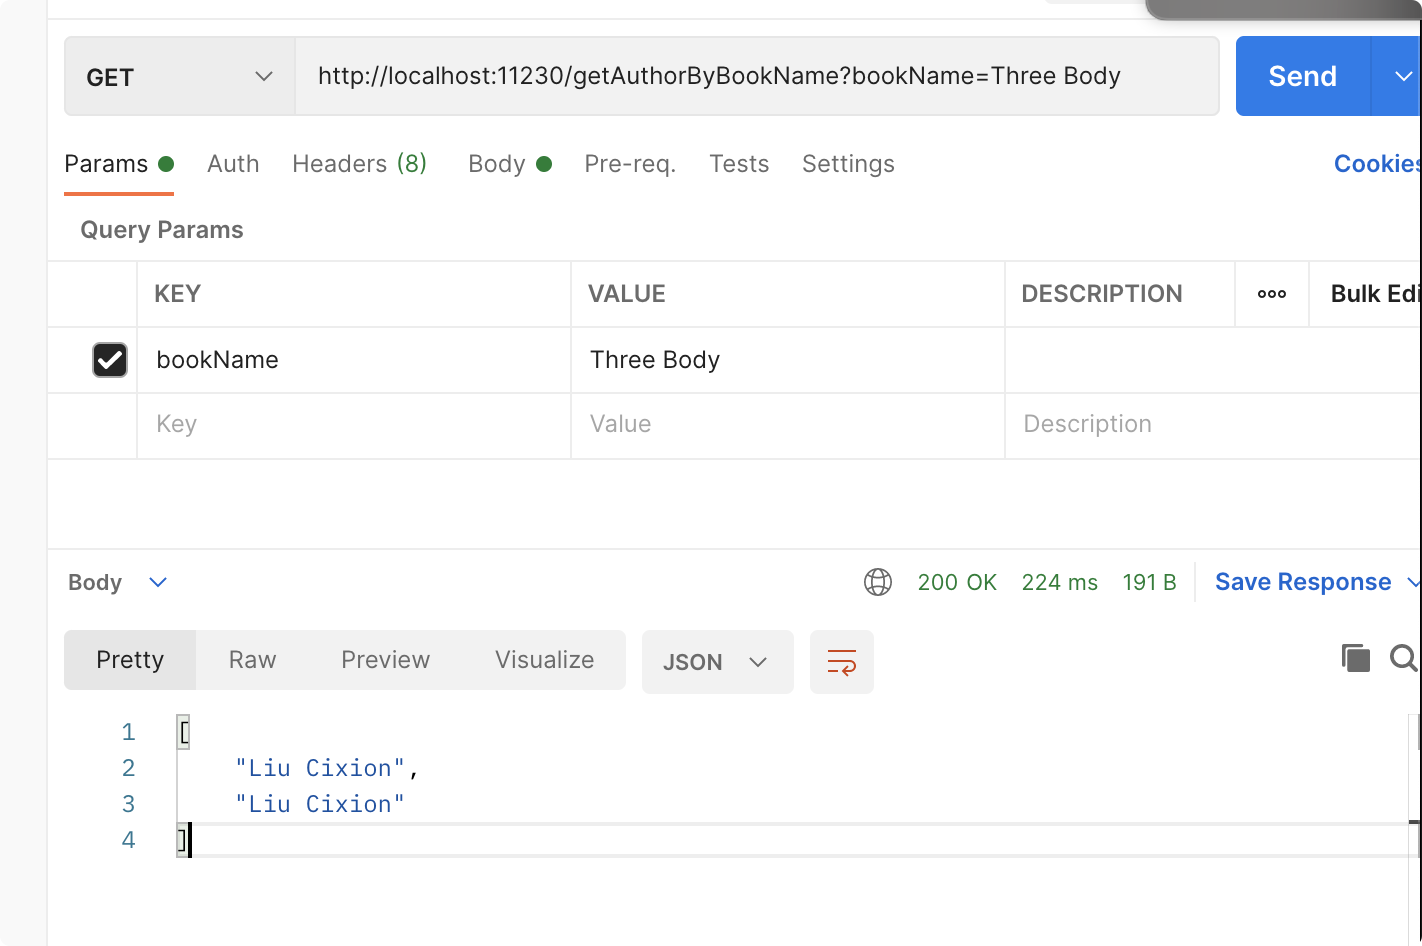 GET http://localhost:11230/getAuthorByBookName?bookName=Three Body Send
Params Auth Headers (8) Body Pre-req. Tests Settings Cookies
Query Params
KEY VALUE DESCRIPTION ooo Bulk Edi
bookName Three Body
Key Value Description
Body 200 OK 224 ms 191 B Save Response
Pretty Raw Preview Visualize JSON
1 [
2 "Liu Cixion",
3 "Liu Cixion"
4 ]